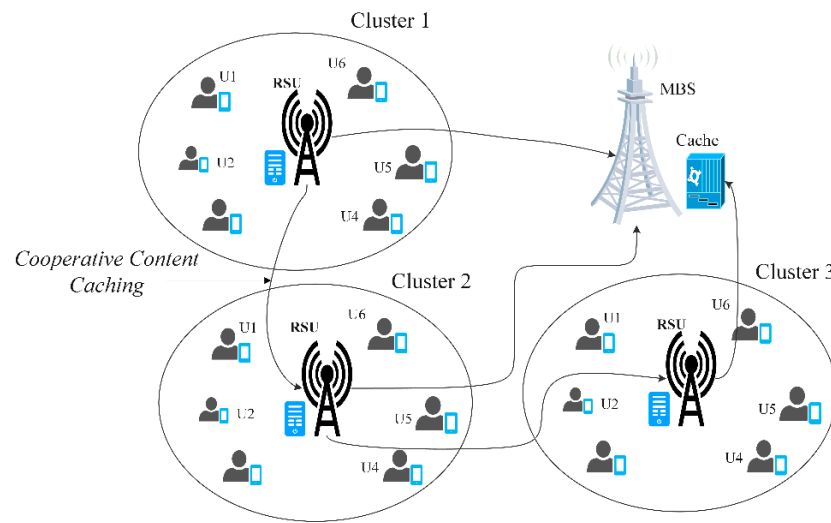 Cluster 1
U1
U6
RSU
U2
U5
U4
MBS
Cache
Cooperative Content
Caching
Cluster 2
U1
U6
RSU
U2
U5
U4
Cluster 3
U1
U6
RSU
U2
U5
U4